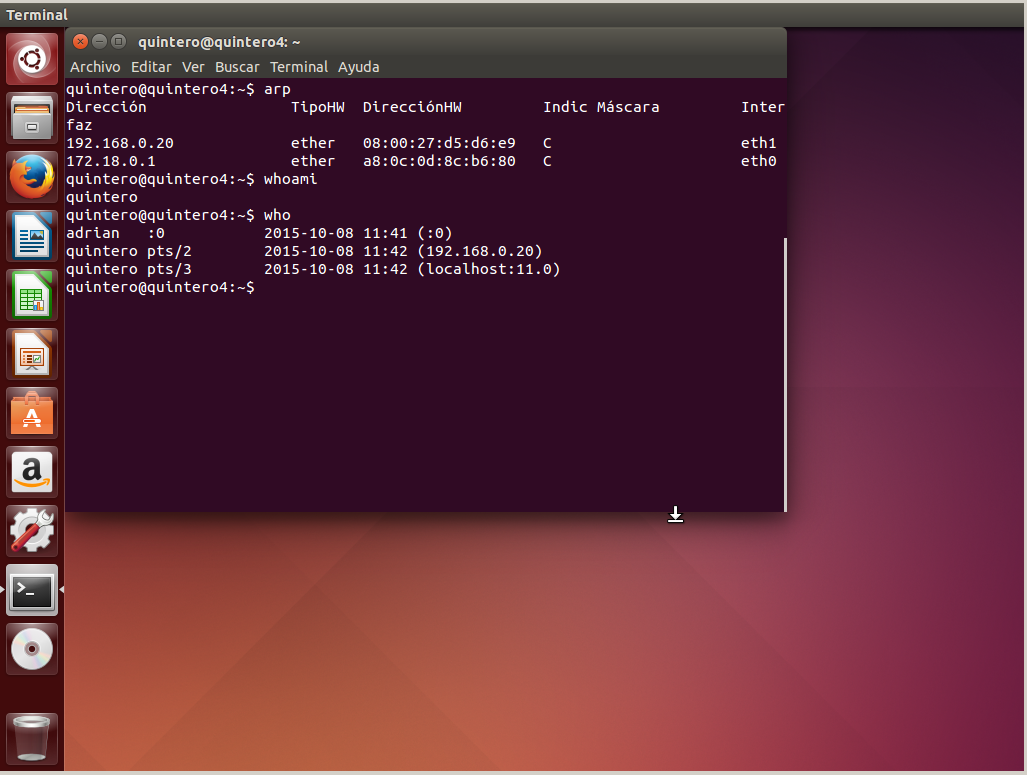 Terminal
quintero@quintero4: ~
Archivo Editar Ver Buscar Terminal Ayuda
quintero@quintero4:~$ arp
Dirección                TipoHW  DirecciónHW         Indic Máscara         Inter
faz
192.168.0.20             ether   08:00:27:d5:d6:e9   C                     eth1
172.18.0.1               ether   a8:0c:0d:8c:b6:80   C                     eth0
quintero@quintero4:~$ whoami
quintero
quintero@quintero4:~$ who
adrian   :0           2015-10-08 11:41 (:0)
quintero pts/2        2015-10-08 11:42 (192.168.0.20)
quintero pts/3        2015-10-08 11:42 (localhost:11.0)
quintero@quintero4:~$